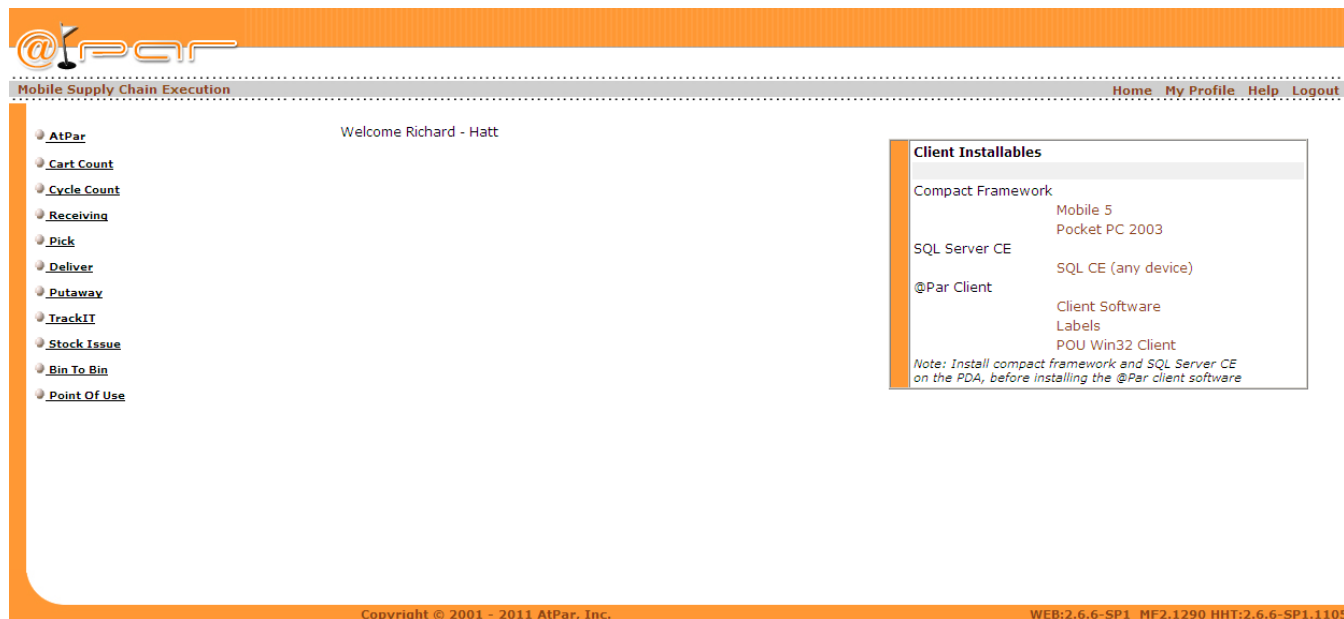 @Par
Mobile Supply Chain Execution
Home My Profile Help Logout
AtPar
Cart Count
Cycle Count
Receiving
Pick
Deliver
Putaway
TrackIT
Stock Issue
Bin To Bin
Point Of Use
Welcome Richard - Hatt
Client Installables
Compact Framework
Mobile 5
Pocket PC 2003
SQL Server CE
SQL CE (any device)
@Par Client
Client Software
Labels
POU Win32 Client
Note: Install compact framework and SQL Server CE
on the PDA, before installing the @Par client software
Copyright © 2001 - 2011 AtPar, Inc.
WEB:2.6.6-SP1 MF2.1290 HHT:2.6.6-SP1.1105